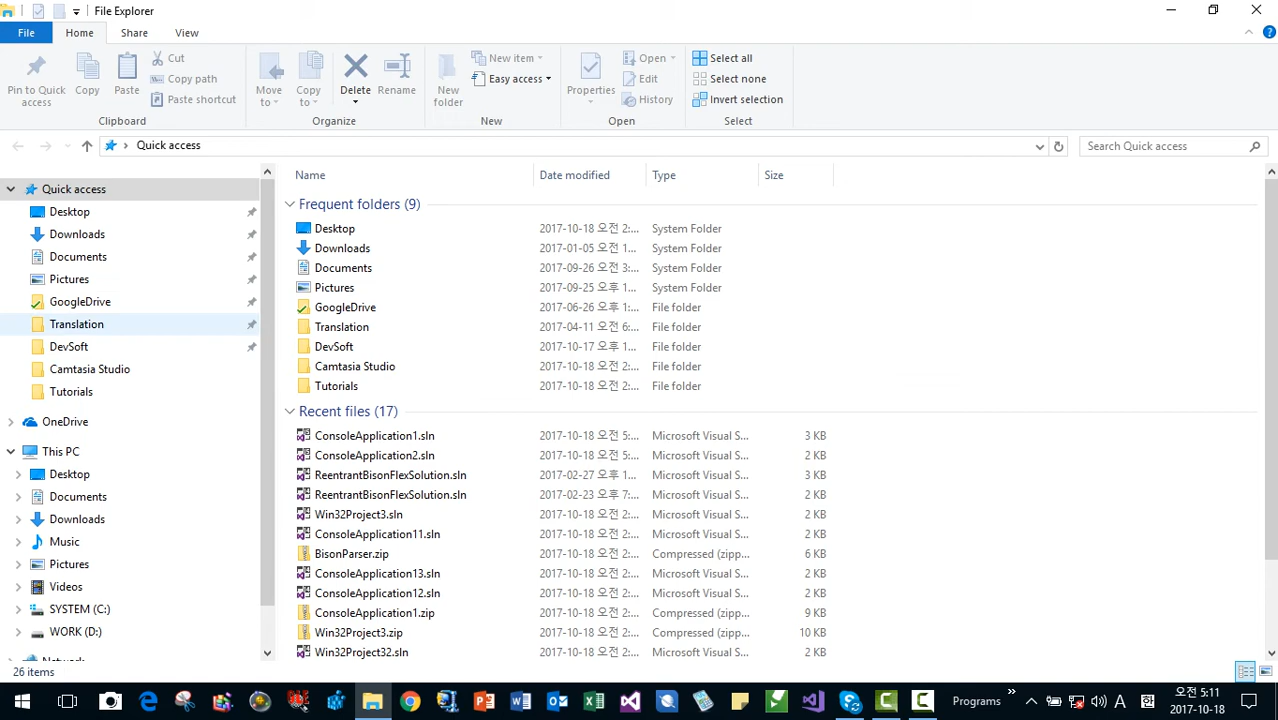 File Explorer
File Home Share View
Pin to Quick access
Copy
Paste
Cut
Copy path
Paste shortcut
Clipboard
Move to
Copy to
Delete
Rename
Organize
New folder
New item
Easy access
New
Properties
Open
Edit
History
Open
Select all
Select none
Invert selection
Select
Quick access
Search Quick access
Quick access
Desktop
Downloads
Documents
Pictures
GoogleDrive
Translation
DevSoft
Camtasia Studio
Tutorials
OneDrive
This PC
Desktop
Documents
Downloads
Music
Pictures
Videos
SYSTEM (C:)
WORK (D:)
Network
Name Date modified Type Size
Frequent folders (9)
Desktop 2017-10-18 오전 2:... System Folder
Downloads 2017-01-05 오전 1... System Folder
Documents 2017-09-26 오전 3:... System Folder
Pictures 2017-09-25 오후 1... System Folder
GoogleDrive 2017-06-26 오후 1:... File folder
Translation 2017-04-11 오전 6:... File folder
DevSoft 2017-10-17 오후 1... File folder
Camtasia Studio 2017-10-18 오전 2:... File folder
Tutorials 2017-10-18 오전 2:... File folder
Recent files (17)
ConsoleApplication1.sln 2017-10-18 오전 5:... Microsoft Visual S... 3 KB
ConsoleApplication2.sln 2017-10-18 오전 5:... Microsoft Visual S... 2 KB
ReentrantBisonFlexSolution.sln 2017-02-27 오후 1... Microsoft Visual S... 3 KB
ReentrantBisonFlexSolution.sln 2017-02-23 오후 7:... Microsoft Visual S... 2 KB
Win32Project3.sln 2017-10-18 오전 2:... Microsoft Visual S... 2 KB
ConsoleApplication11.sln 2017-10-18 오전 2:... Microsoft Visual S... 2 KB
BisonParser.zip 2017-10-18 오전 2:... Compressed (zipp... 6 KB
ConsoleApplication13.sln 2017-10-18 오전 2:... Microsoft Visual S... 2 KB
ConsoleApplication12.sln 2017-10-18 오전 2:... Microsoft Visual S... 2 KB
ConsoleApplication1.zip 2017-10-18 오전 2:... Compressed (zipp... 9 KB
Win32Project3.zip 2017-10-18 오전 2:... Compressed (zipp... 10 KB
Win32Project32.sln 2017-10-18 오전 2:... Microsoft Visual S... 2 KB
26 items
Programs
A
오전 5:11
2017-10-18